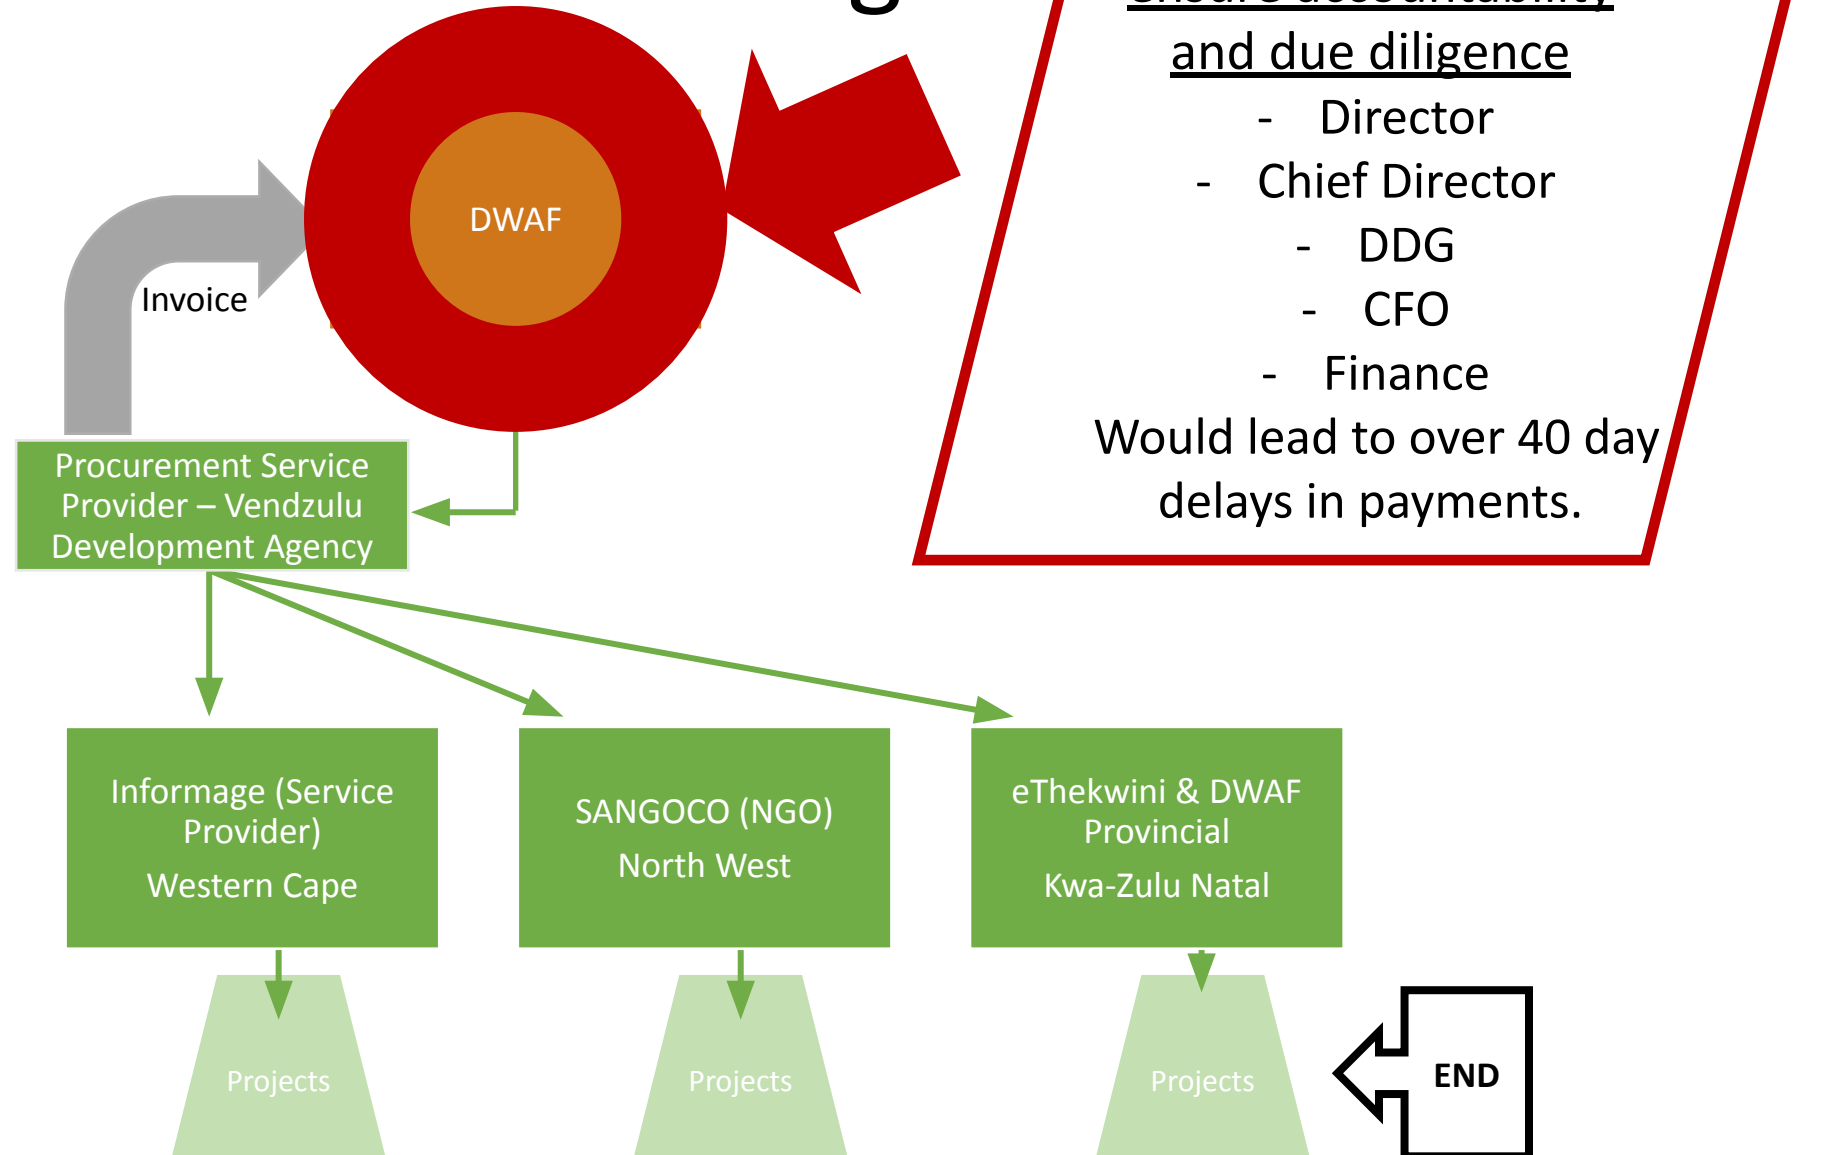 and due diligence
- Director
- Chief Director
- DDG
- CFO
- Finance
Would lead to over 40 day
delays in payments.
DWAF
Invoice
Procurement Service
Provider – Vendzulu
Development Agency
Informage (Service
Provider)
Western Cape
SANGOCO (NGO)
North West
eThekwini & DWAF
Provincial
Kwa-Zulu Natal
Projects
Projects
Projects
END